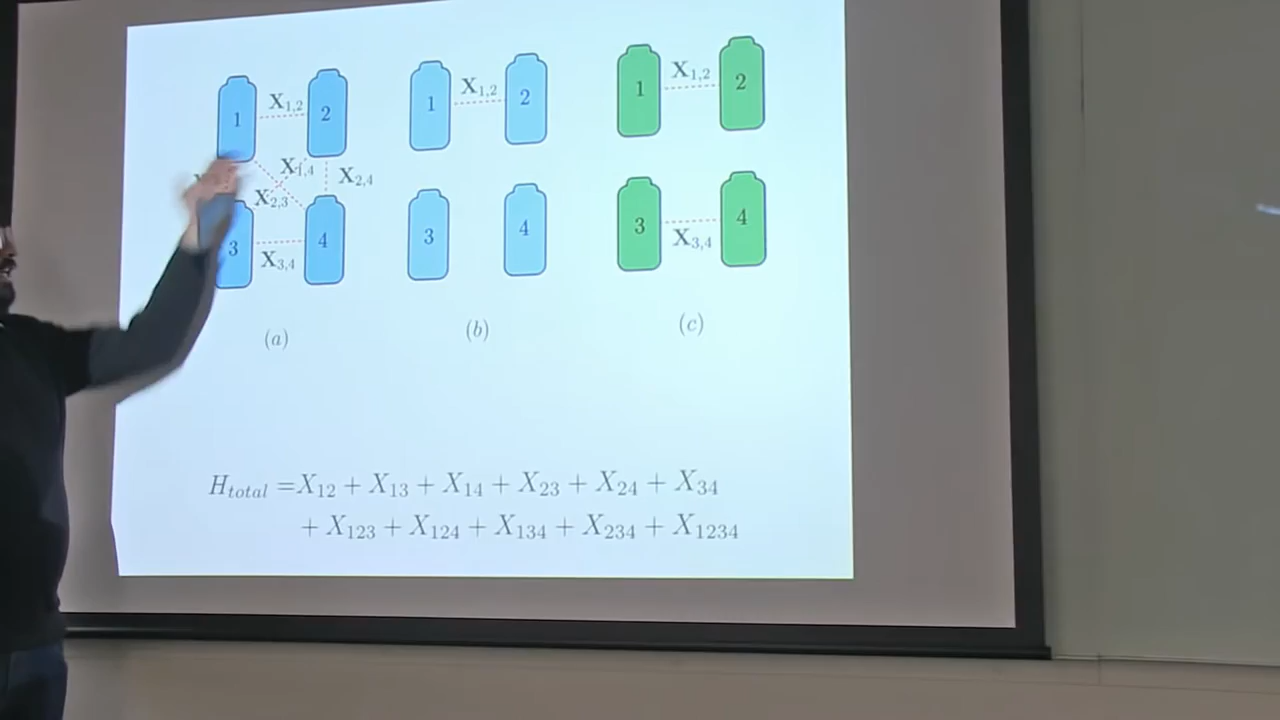 1 X1,2 2
X1,4
X2,3
X2,4
3 4
X3,4
(a)
1 X1,2 2
3 4
(b)
1 X1,2 2
3 4
X3,4
(c)
H_total =X12 + X13 + X14 + X23 + X24 + X34
+ X123 + X124 + X134 + X234 + X1234